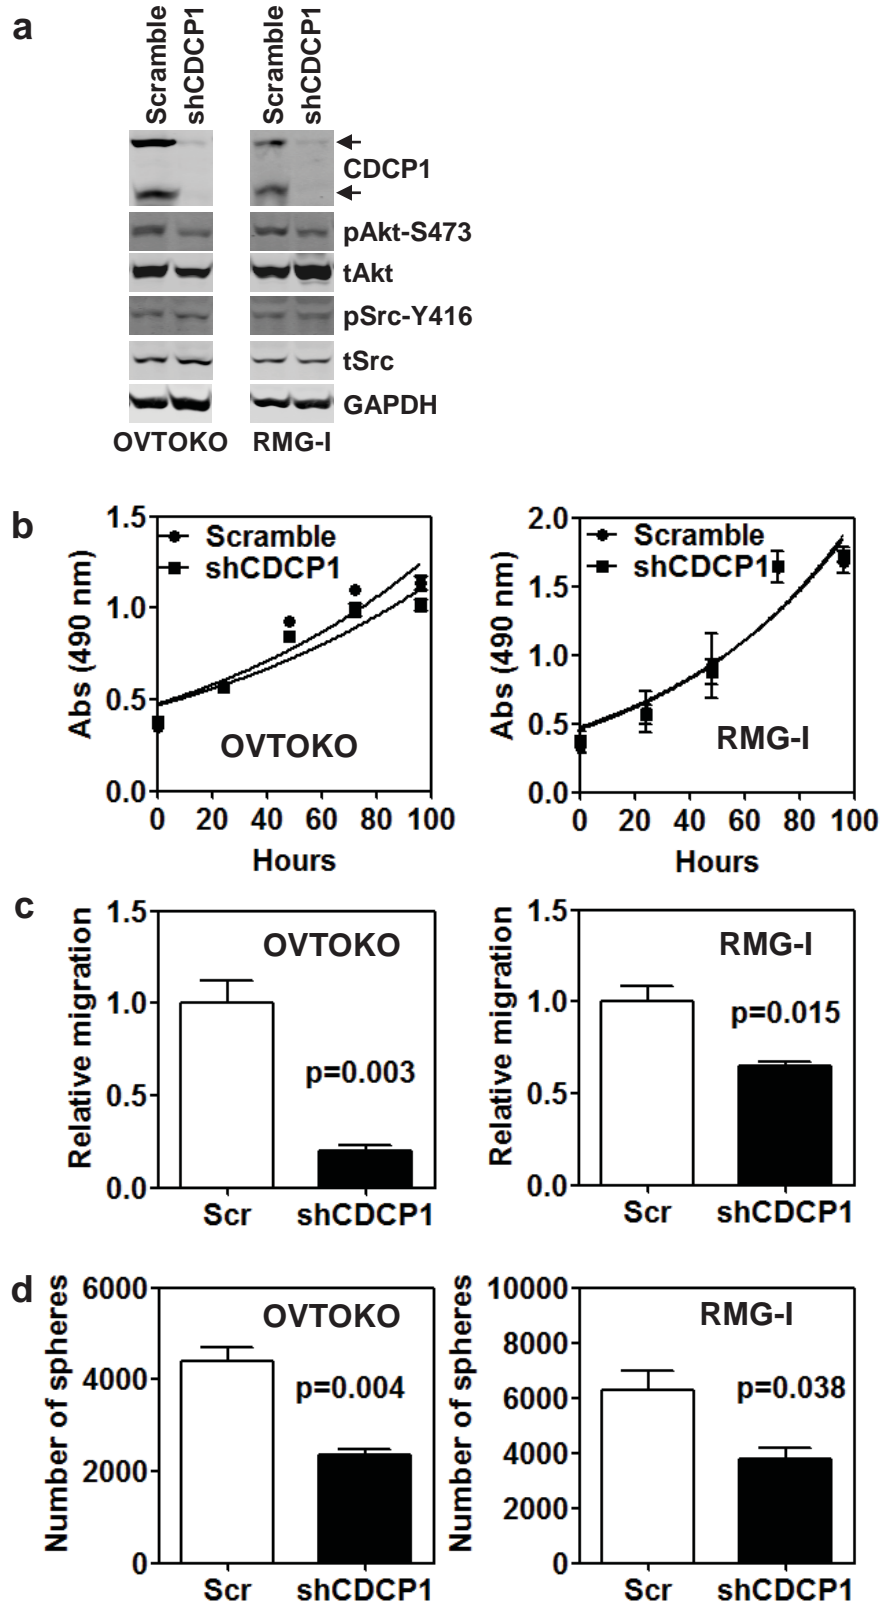 a
Scramble
shCDCP1
Scramble
shCDCP1
CDCP1
pAkt-S473
tAkt
pSrc-Y416
tSrc
GAPDH
OVTOKO
RMG-I
b
Abs (490 nm)
1.5
1.0
0.5
0.0
Scramble
shCDCP1
OVTOKO
0 20 40 60 80 100
Hours
Abs (490 nm)
2.0
1.5
1.0
0.5
0.0
Scramble
shCDCP1
RMG-I
0 20 40 60 80 100
Hours
c
Relative migration
1.5
1.0
0.5
0.0
OVTOKO
p=0.003
Scr shCDCP1
Relative migration
1.5
1.0
0.5
0.0
RMG-I
p=0.015
Scr shCDCP1
d
Number of spheres
6000
4000
2000
0
OVTOKO
p=0.004
Scr shCDCP1
Number of spheres
10000
8000
6000
4000
2000
0
RMG-I
p=0.038
Scr shCDCP1